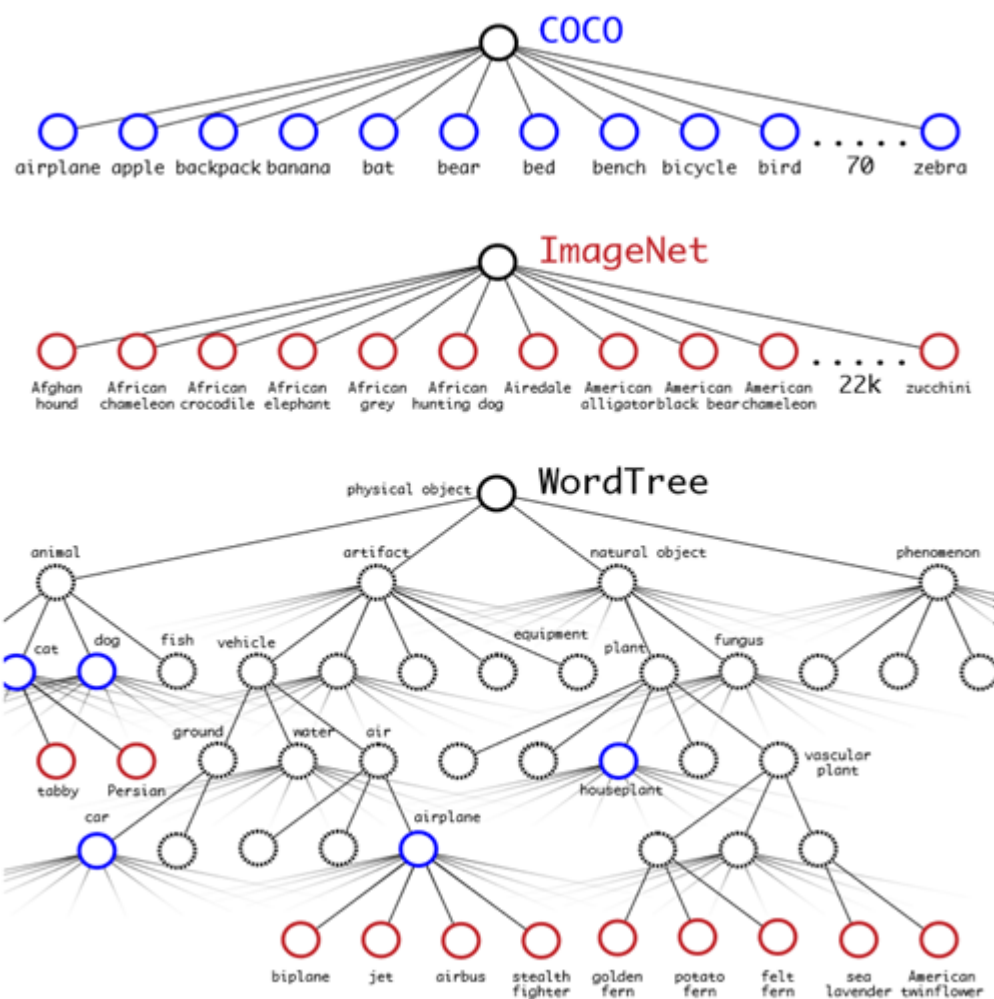 COCO
airplane apple backpack banana bat bear bed bench bicycle bird ..... 70 zebra
ImageNet
Afghan hound
African chameleon
African crocodile
African elephant
African grey
African hunting dog
Airedale
American alligator
American black bear
American chameleon
..... 22k
zucchini
WordTree
physical object
animal artifact natural object phenomenon
cat dog fish vehicle equipment plant fungus
tabby Persian ground water air houseplant vascular plant
car airplane
biplane jet airbus
stealth fighter
golden fern
potato fern
felt fern
sea lavender
American twinflower